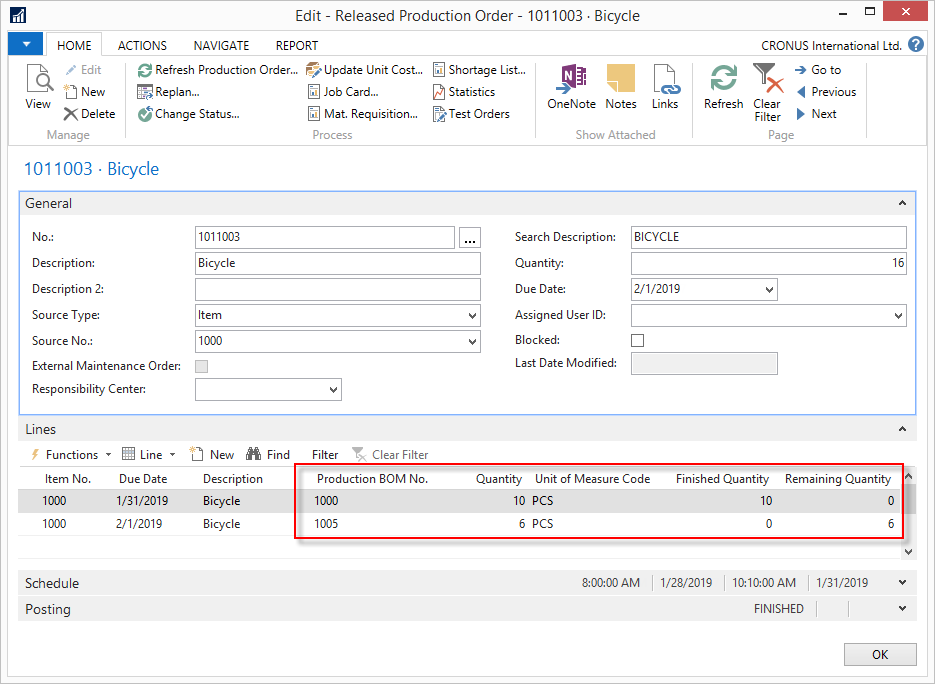 Edit - Released Production Order - 1011003 · Bicycle
HOME ACTIONS NAVIGATE REPORT CRONUS International Ltd. ?
View
Edit
New
Delete
Manage
Refresh Production Order...
Replan...
Change Status...
Update Unit Cost...
Job Card...
Mat. Requisition...
Shortage List...
Statistics
Test Orders
Process
OneNote
Notes
Links
Show Attached
Refresh
Clear
Filter
Go to
Previous
Next
Page
1011003 · Bicycle
General
No.: 1011003 ...
Description: Bicycle
Description 2:
Source Type: Item
Source No.: 1000
External Maintenance Order:
Responsibility Center:
Search Description: BICYCLE
Quantity: 16
Due Date: 2/1/2019
Assigned User ID:
Blocked:
Last Date Modified:
Lines
Functions Line New Find Filter Clear Filter
Item No. Due Date Description Production BOM No. Quantity Unit of Measure Code Finished Quantity Remaining Quantity
1000 1/31/2019 Bicycle 1000 10 PCS 10 0
1000 2/1/2019 Bicycle 1005 6 PCS 0 6
Schedule 8:00:00 AM 1/28/2019 10:10:00 AM 1/31/2019
Posting FINISHED
OK